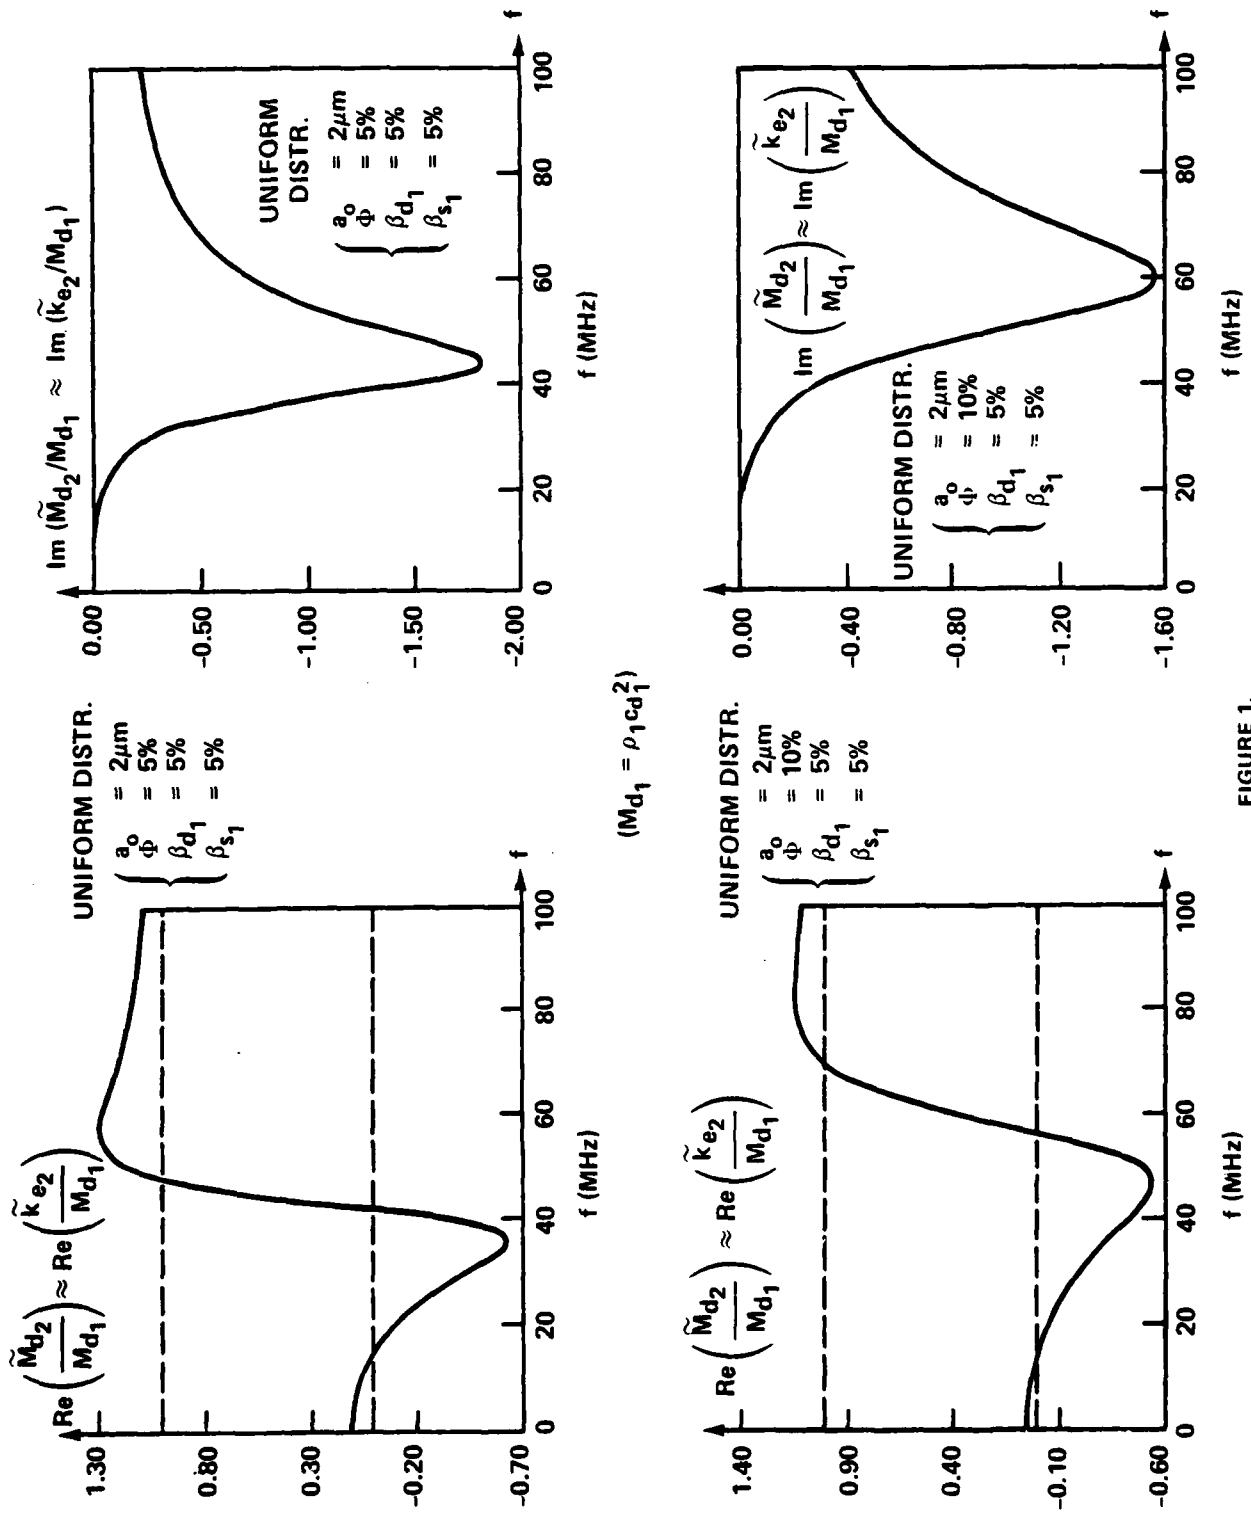 Re (M̃d2/Md1) ≈ Re (k̃e2/Md1)
UNIFORM DISTR.
ao = 2μm
Φ = 5%
βd1 = 5%
βs1 = 5%
1.30
0.80
0.30
-0.20
-0.70
0 20 40 60 80 100 f
f (MHz)
Im (M̃d2/Md1 ≈ Im (k̃e2/Md1)
UNIFORM
DISTR.
ao = 2μm
Φ = 5%
βd1 = 5%
βs1 = 5%
0.00
-0.50
-1.00
-1.50
-2.00
0 20 40 60 80 100 f
f (MHz)
(Md1 = ρ1cd1²)
Re (M̃d2/Md1) ≈ Re (k̃e2/Md1)
UNIFORM DISTR.
ao = 2μm
Φ = 10%
βd1 = 5%
βs1 = 5%
1.40
0.90
0.40
-0.10
-0.60
0 20 40 60 80 100 f
f (MHz)
Im (M̃d2/Md1) ≈ Im (k̃e2/Md1)
UNIFORM DISTR.
ao = 2μm
Φ = 10%
βd1 = 5%
βs1 = 5%
0.00
-0.40
-0.80
-1.20
-1.60
0 20 40 60 80 100 f
f (MHz)
FIGURE 1.